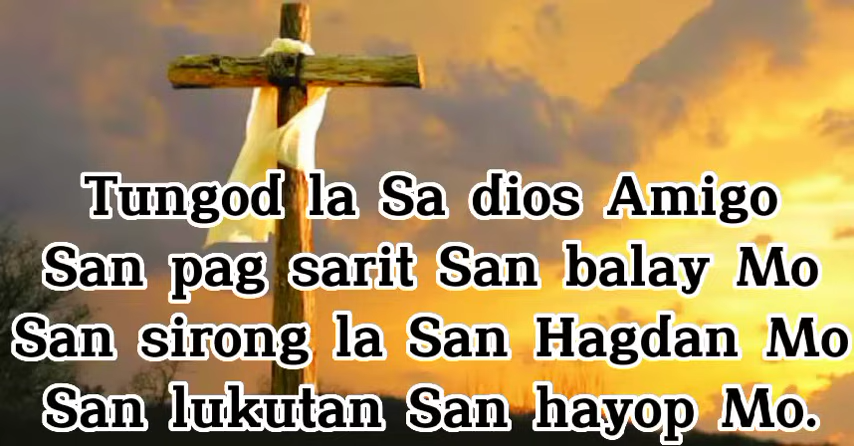 Tungod la Sa dios Amigo
San pag sarit San balay Mo
San sirong la San Hagdan Mo
San lukutan San hayop Mo.